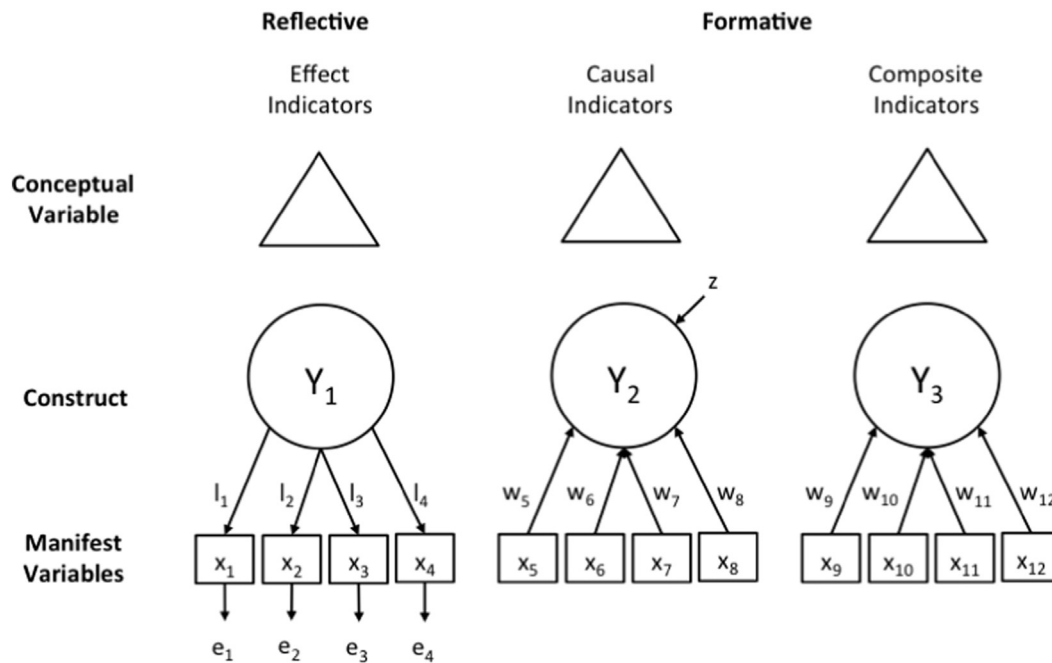 Reflective
Formative
Effect
Indicators
Causal
Indicators
Composite
Indicators
Conceptual
Variable
z
Construct
Y₁
Y₂
Y₃
l₁ l₂ l₃ l₄
w₅ w₆ w₇ w₈
w₉ w₁₀ w₁₁ w₁₂
Manifest
Variables
x₁ x₂ x₃ x₄
x₅ x₆ x₇ x₈
x₉ x₁₀ x₁₁ x₁₂
e₁ e₂ e₃ e₄